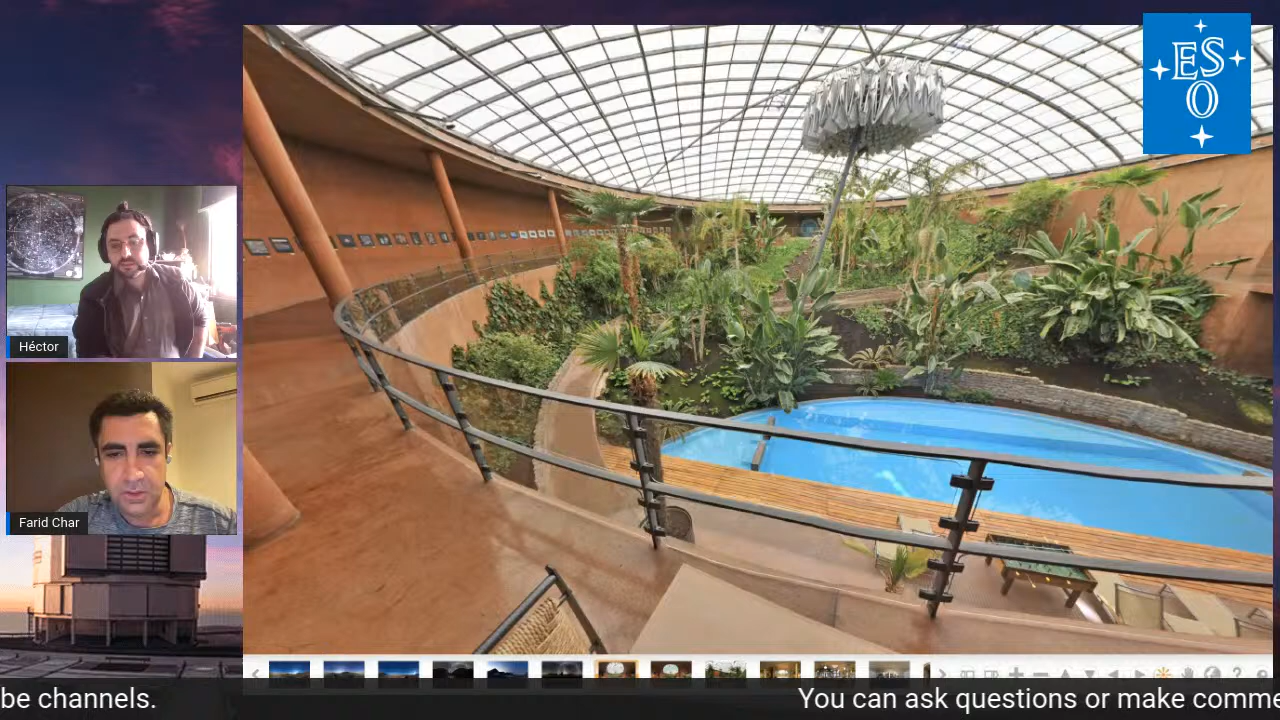 ESO
Héctor
Farid Char
be channels.
You can ask questions or make comme